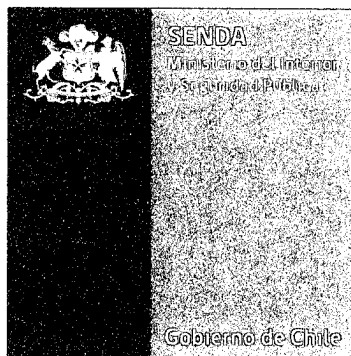 SENDA
Ministerio del Interior
y Seguridad Pública
Gobierno de Chile